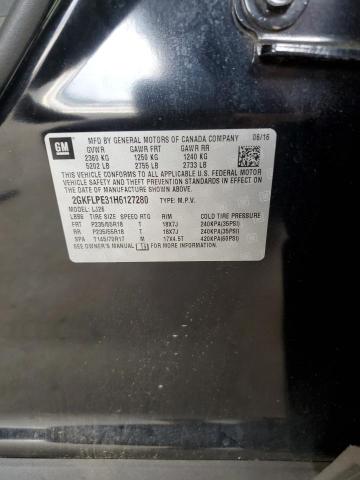 GM
MFD BY GENERAL MOTORS OF CANADA COMPANY 06/16
GVWR GAWR FRT GAWR RR
2360 KG 1250 KG 1240 KG
5202 LB 2755 LB 2733 LB
THIS VEHICLE CONFORMS TO ALL APPLICABLE U.S. FEDERAL MOTOR
VEHICLE SAFETY, BUMPER, AND THEFT
PREVENTION STANDARDS IN EFFECT ON THE
DATE OF MANUFACTURE SHOWN ABOVE.
2GKFLPE31H6127280 TYPE: M.P.V.
MODEL: LJ26
TIRE SIZE SPEED RTG RIM COLD TIRE PRESSURE
FRT P235/55R18 T 18X7J 240KPA(35PSI)
RR P235/55R18 T 18X7J 240KPA(35PSI)
SPA T145/70R17 M 17X4.5T 420KPA(60PSI)
SEE OWNER'S MANUAL FOR MORE INFORMATION